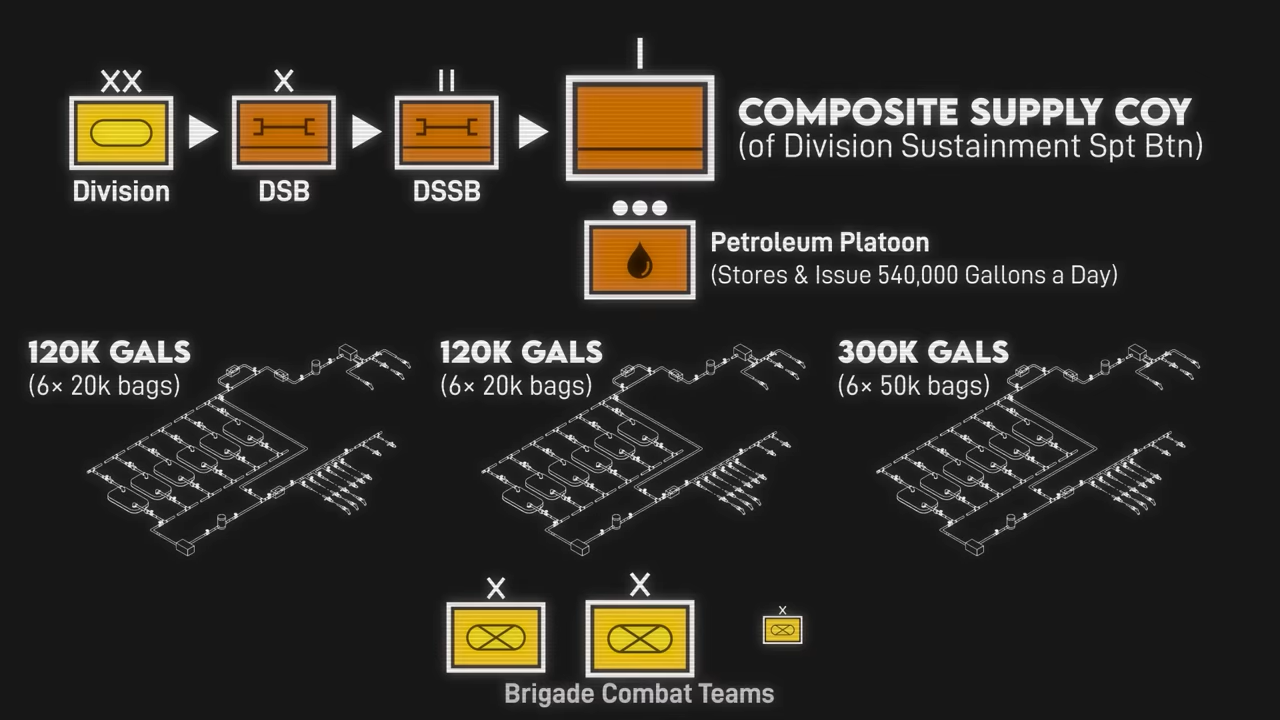 XX
X
II
I
Division
DSB
DSSB
COMPOSITE SUPPLY COY
(of Division Sustainment Spt Btn)
Petroleum Platoon
(Stores & Issue 540,000 Gallons a Day)
120K GALS
(6× 20k bags)
120K GALS
(6× 20k bags)
300K GALS
(6× 50k bags)
X
X
X
Brigade Combat Teams